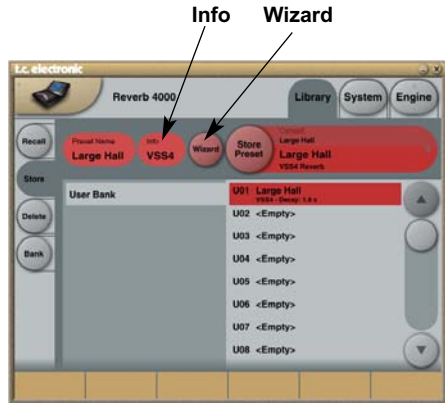 Info Wizard
t.c. electronic
Reverb 4000
Library System Engine
Recall
Store
Delete
Bank
Preset Name
Large Hall
Info
VSS4
Wizard
Store
Preset
Current
Large Hall
Large Hall
VSS4 Reverb
User Bank
U01 Large Hall
VSS4 - Decay: 1.8 s
U02 <Empty>
U03 <Empty>
U04 <Empty>
U05 <Empty>
U06 <Empty>
U07 <Empty>
U08 <Empty>